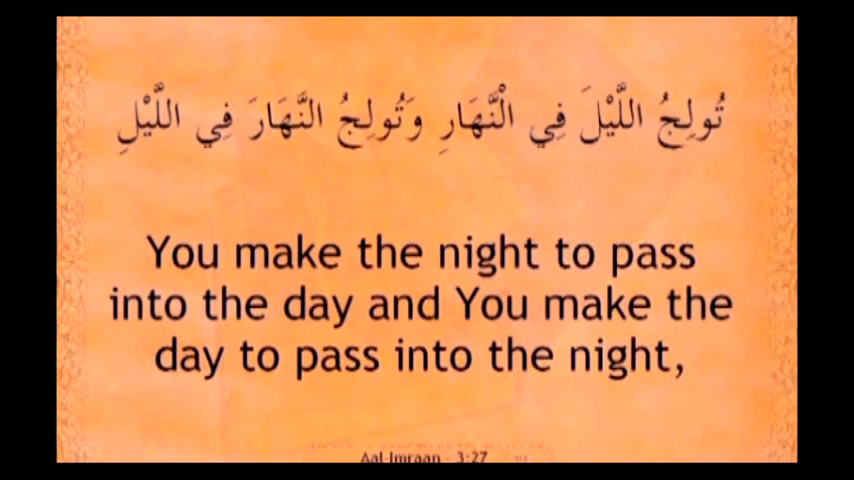 تُولِجُ اللَّيْلَ فِي الْنَّهَارِ وَتُولِجُ النَّهَارَ فِي اللَّيْلِ
You make the night to pass
into the day and You make the
day to pass into the night,
Aal-Imraan - 3:27